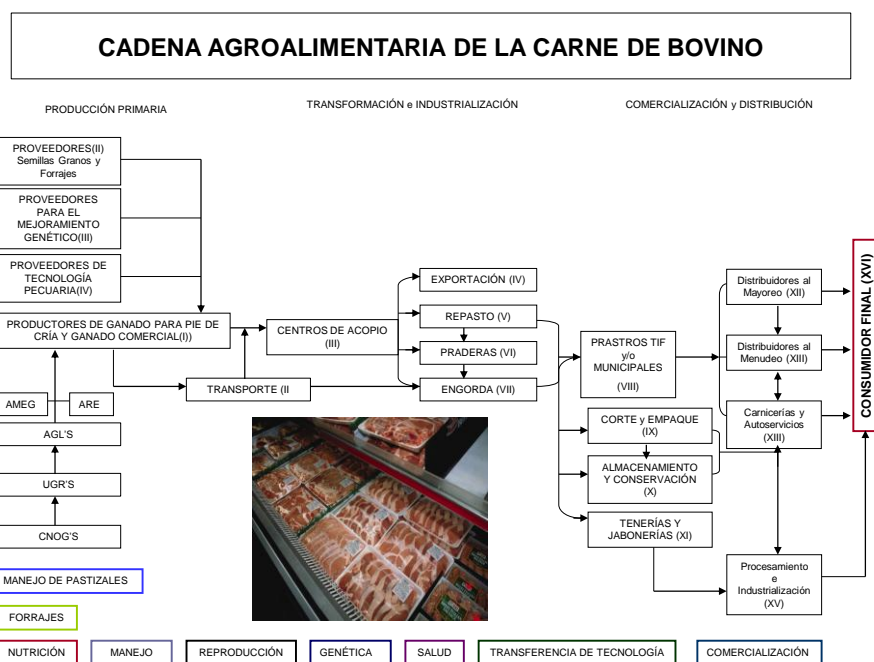 CADENA AGROALIMENTARIA DE LA CARNE DE BOVINO
PRODUCCIÓN PRIMARIA
TRANSFORMACIÓN e INDUSTRIALIZACIÓN
COMERCIALIZACIÓN y DISTRIBUCIÓN
PROVEEDORES(II)
Semillas Granos y
Forrajes
PROVEEDORES
PARA EL
MEJORAMIENTO
GENÉTICO(III)
PROVEEDORES DE
TECNOLOGÍA
PECUARIA(IV)
PRODUCTORES DE GANADO PARA PIE DE
CRÍA Y GANADO COMERCIAL(I))
TRANSPORTE (II
AMEG
ARE
AGL'S
UGR'S
CNOG'S
CENTROS DE ACOPIO
(III)
EXPORTACIÓN (IV)
REPASTO (V)
PRADERAS (VI)
ENGORDA (VII)
PRASTROS TIF
y/o
MUNICIPALES
(VIII)
CORTE y EMPAQUE
(IX)
ALMACENAMIENTO
Y CONSERVACIÓN
(X)
TENERÍAS Y
JABONERÍAS (XI)
Distribuidores al
Mayoreo (XII)
Distribuidores al
Menudeo (XIII)
Carnicerías y
Autoservicios
(XIII)
Procesamiento
e
Industrialización
(XV)
CONSUMIDOR FINAL (XVI)
MANEJO DE PASTIZALES
FORRAJES
NUTRICIÓN
MANEJO
REPRODUCCIÓN
GENÉTICA
SALUD
TRANSFERENCIA DE TECNOLOGÍA
COMERCIALIZACIÓN